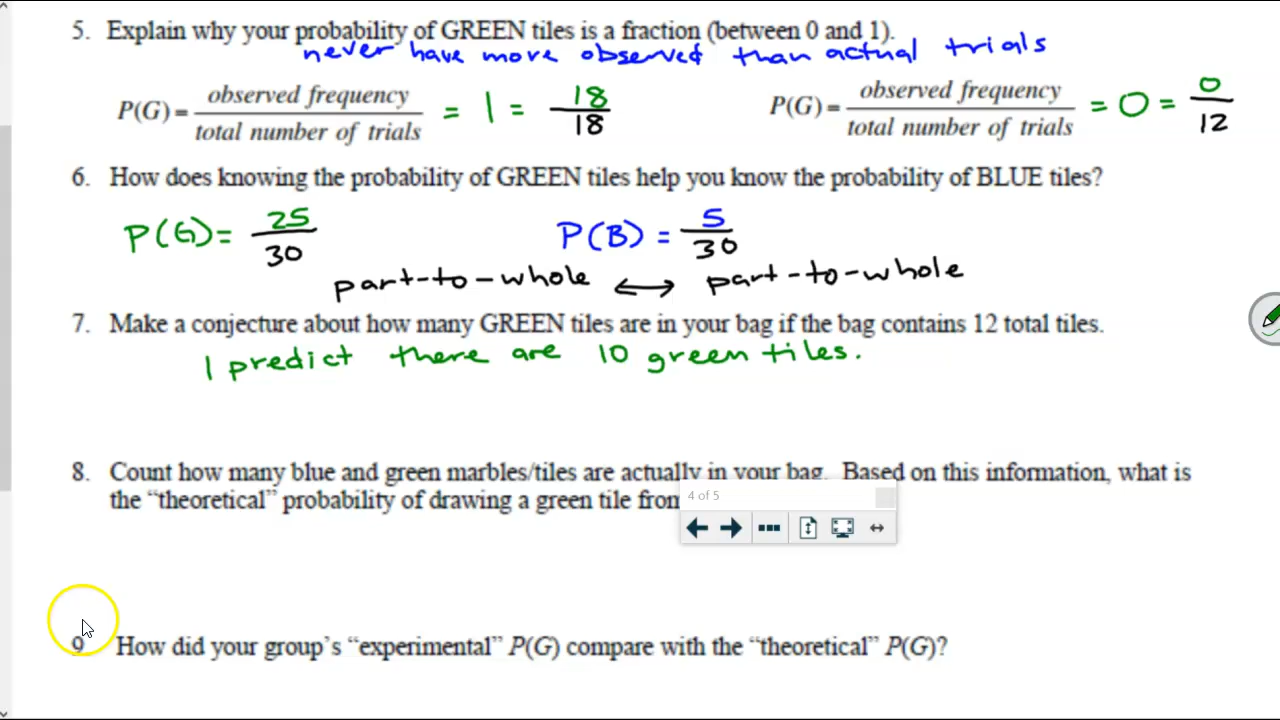 5. Explain why your probability of GREEN tiles is a fraction (between 0 and 1).
never have more observed than actual trials
P(G) = observed frequency / total number of trials = 1 = 18/18
P(G) = observed frequency / total number of trials = 0 = 0/12
6. How does knowing the probability of GREEN tiles help you know the probability of BLUE tiles?
P(G) = 25/30 P(B) = 5/30
part-to-whole ↔ part-to-whole
7. Make a conjecture about how many GREEN tiles are in your bag if the bag contains 12 total tiles.
I predict there are 10 green tiles.
8. Count how many blue and green marbles/tiles are actually in your bag. Based on this information, what is
the “theoretical” probability of drawing a green tile from
4 of 5
9 How did your group’s “experimental” P(G) compare with the “theoretical” P(G)?